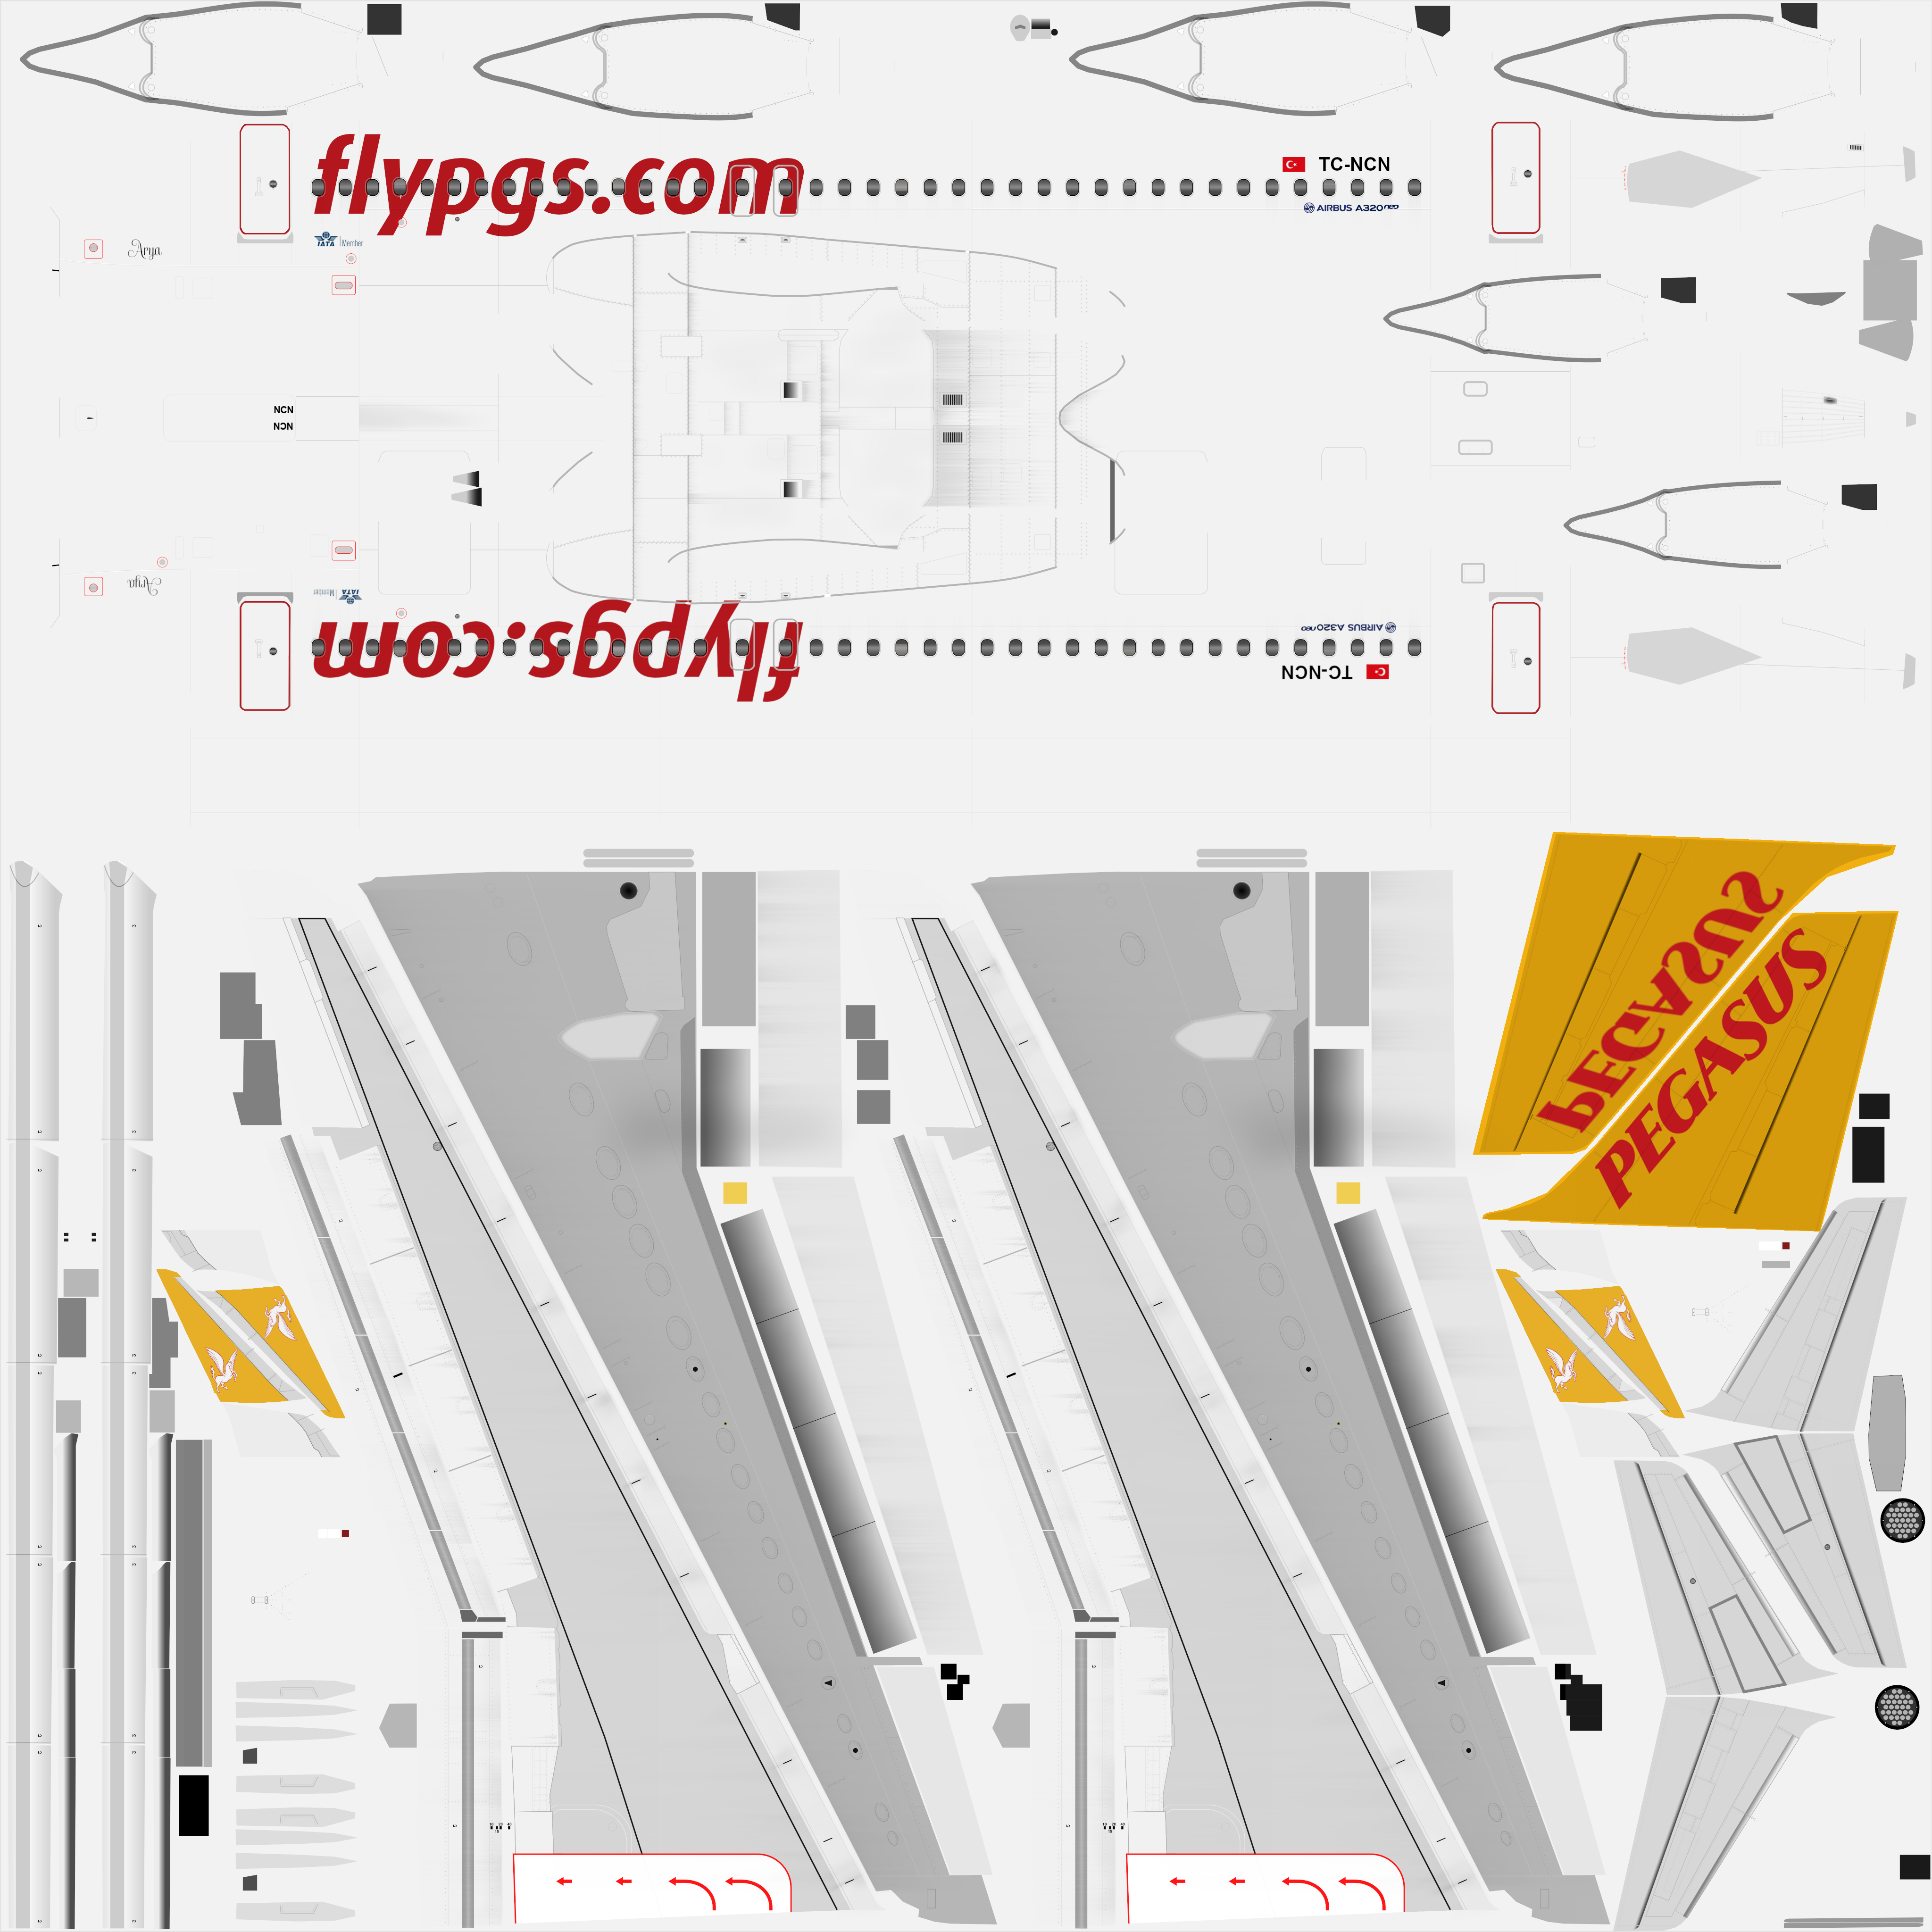 flypgs.com
TC-NCN
AIRBUS A320neo
IATA Member
Arya
NCN
NCN
Arya
IATA Member
AIRBUS A320neo
flypgs.com
TC-NCN
PEGASUS
PEGASUS